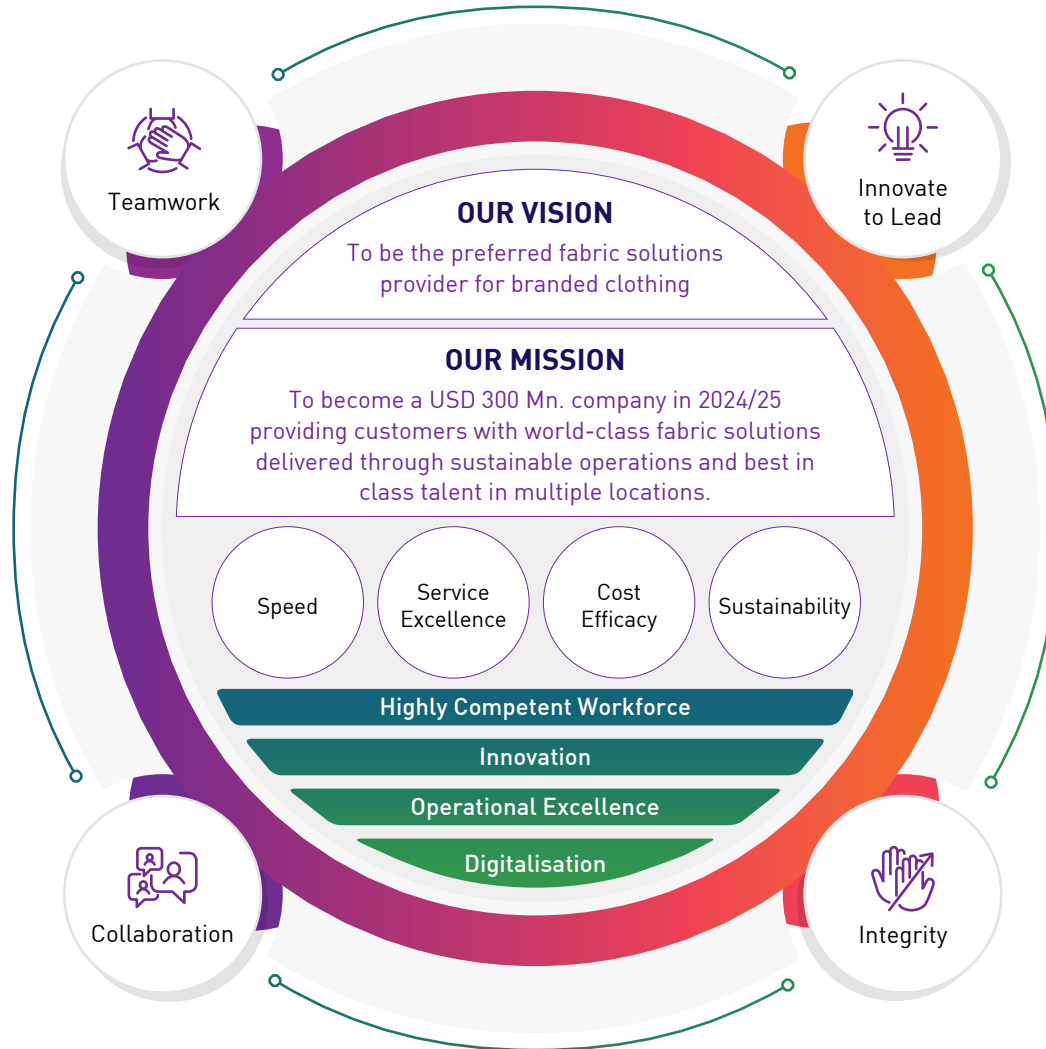 Teamwork
Innovate
to Lead
OUR VISION
To be the preferred fabric solutions
provider for branded clothing
OUR MISSION
To become a USD 300 Mn. company in 2024/25
providing customers with world-class fabric solutions
delivered through sustainable operations and best in
class talent in multiple locations.
Speed
Service
Excellence
Cost
Efficacy
Sustainability
Highly Competent Workforce
Innovation
Operational Excellence
Digitalisation
Collaboration
Integrity